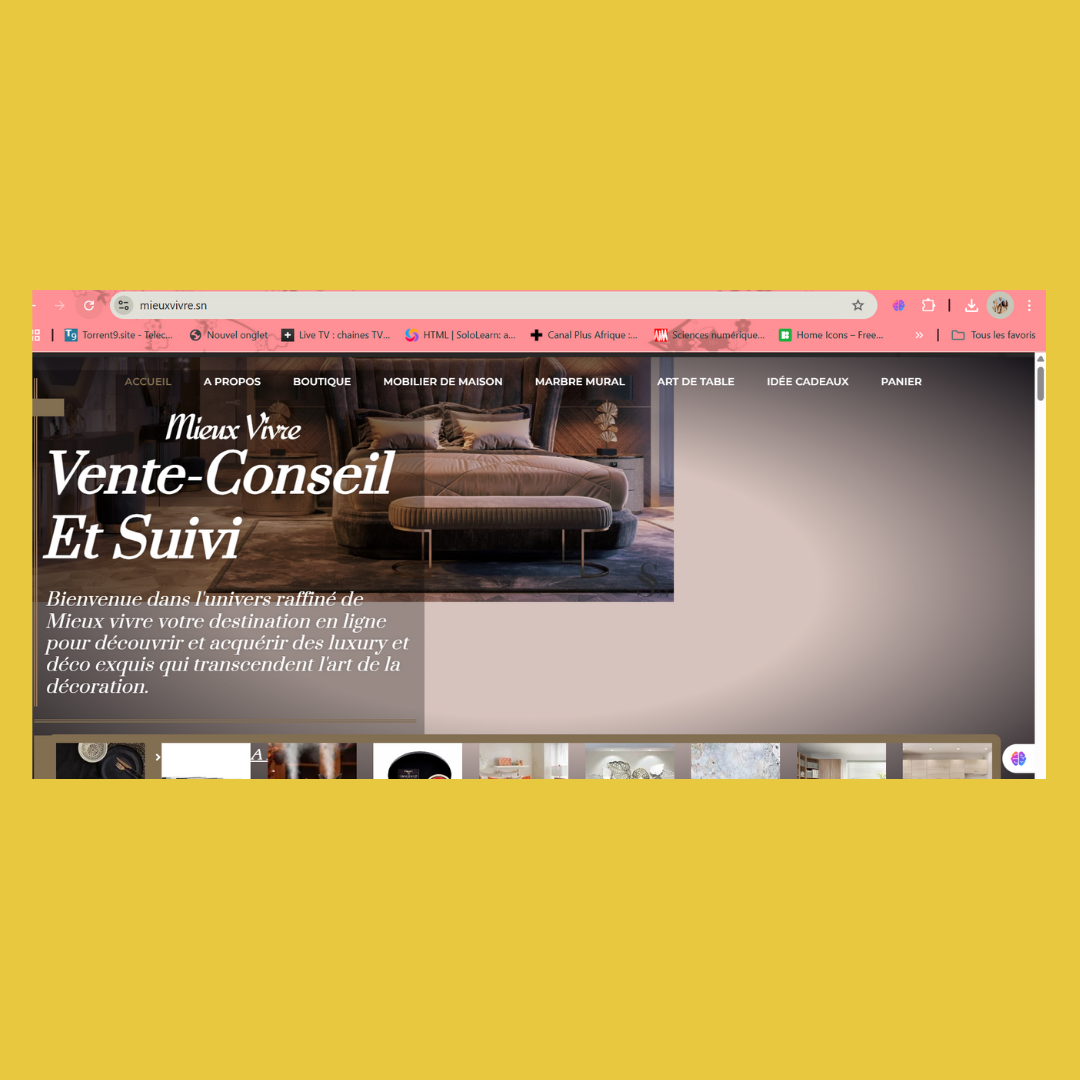 mieuxvivre.sn
Torrent9.site - Telec... Nouvel onglet Live TV : chaines TV... HTML | SoloLearn: a... Canal Plus Afrique :... Sciences numérique... Home Icons – Free... » Tous les favoris
ACCUEIL A PROPOS BOUTIQUE MOBILIER DE MAISON MARBRE MURAL ART DE TABLE IDÉE CADEAUX PANIER
Mieux Vivre
Vente-Conseil
Et Suivi
Bienvenue dans l'univers raffiné de
Mieux vivre votre destination en ligne
pour découvrir et acquérir des luxury et
déco exquis qui transcendent l'art de la
décoration.
A